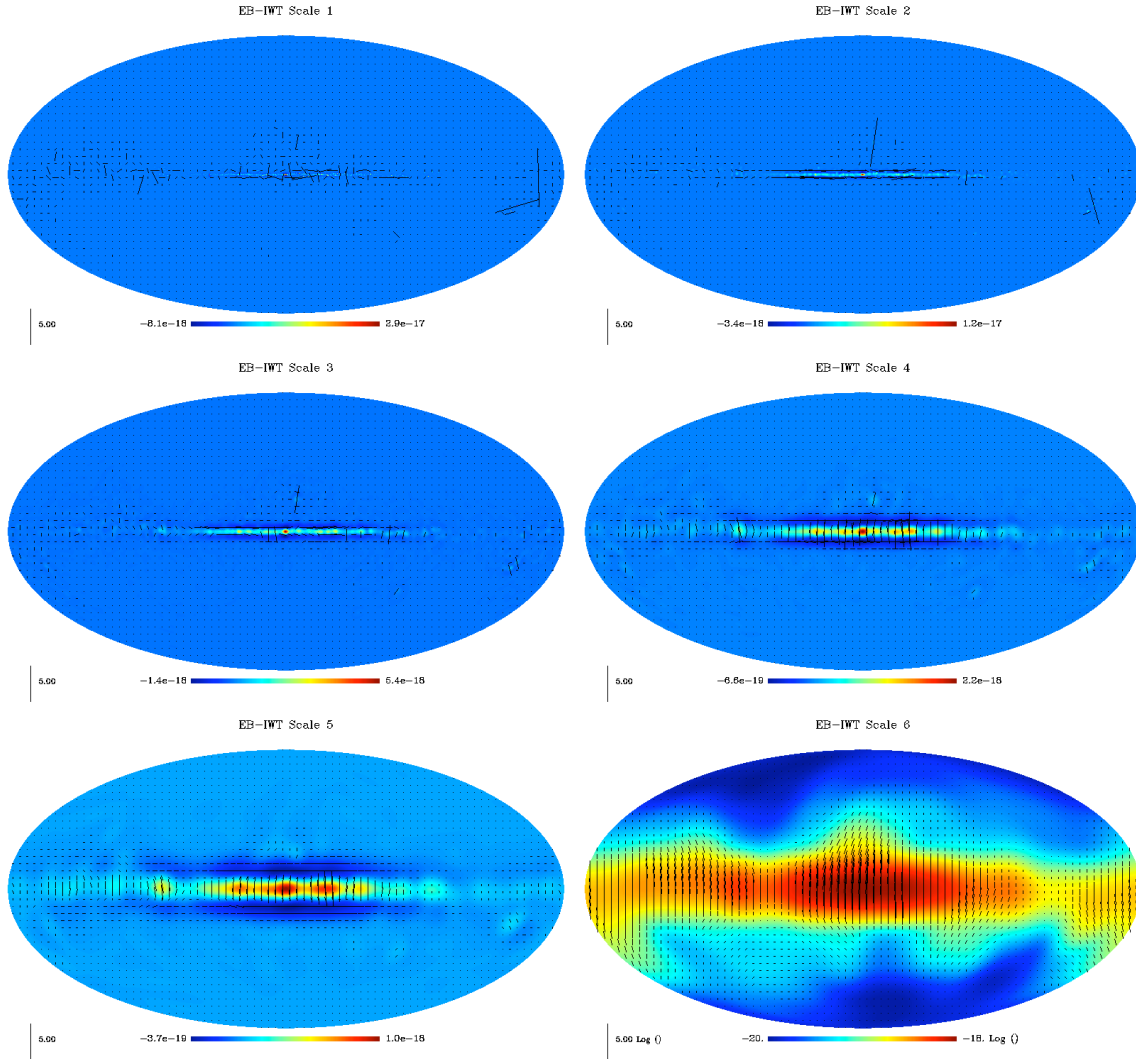 EB-IWT Scale 1
EB-IWT Scale 2
5.00 -8.1e-18 2.9e-17
5.00 -3.4e-18 1.2e-17
EB-IWT Scale 3
EB-IWT Scale 4
5.00 -1.4e-18 5.4e-18
5.00 -6.6e-19 2.2e-18
EB-IWT Scale 5
EB-IWT Scale 6
5.00 -3.7e-19 1.0e-18
5.00 Log () -20. -18. Log ()